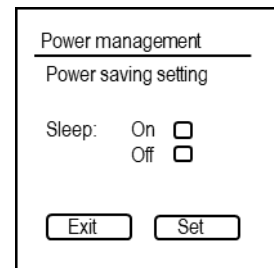 Power management
Power saving setting
Sleep: On
Off
Exit Set